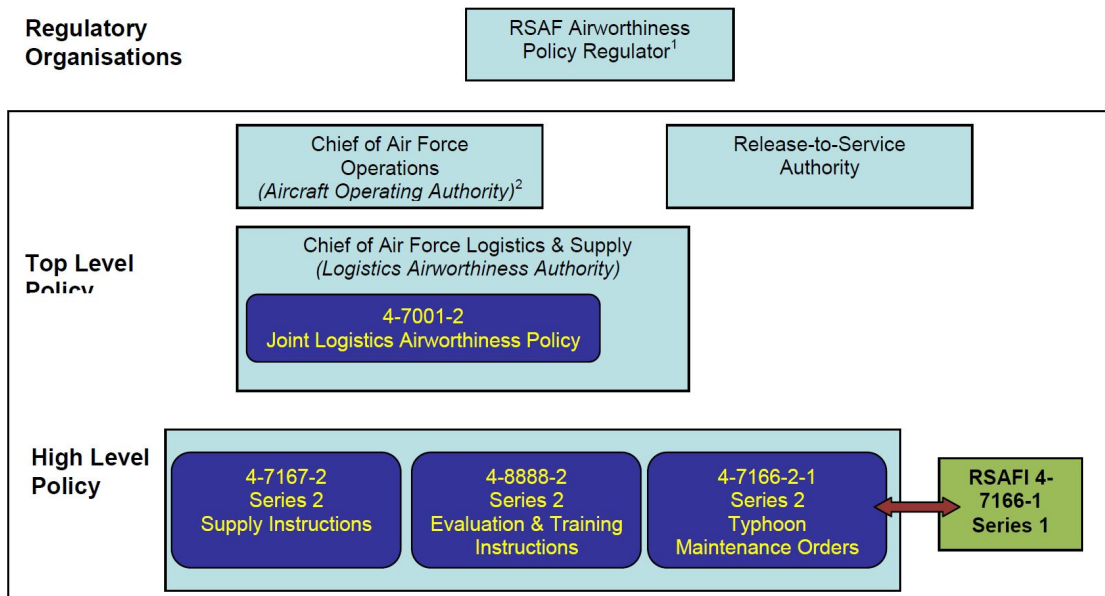 Regulatory
Organisations
RSAF Airworthiness
Policy Regulator1
Chief of Air Force
Operations
(Aircraft Operating Authority)2
Release-to-Service
Authority
Top Level
Policy
Chief of Air Force Logistics & Supply
(Logistics Airworthiness Authority)
4-7001-2
Joint Logistics Airworthiness Policy
High Level
Policy
4-7167-2
Series 2
Supply Instructions
4-8888-2
Series 2
Evaluation & Training
Instructions
4-7166-2-1
Series 2
Typhoon
Maintenance Orders
RSAFI 4-
7166-1
Series 1